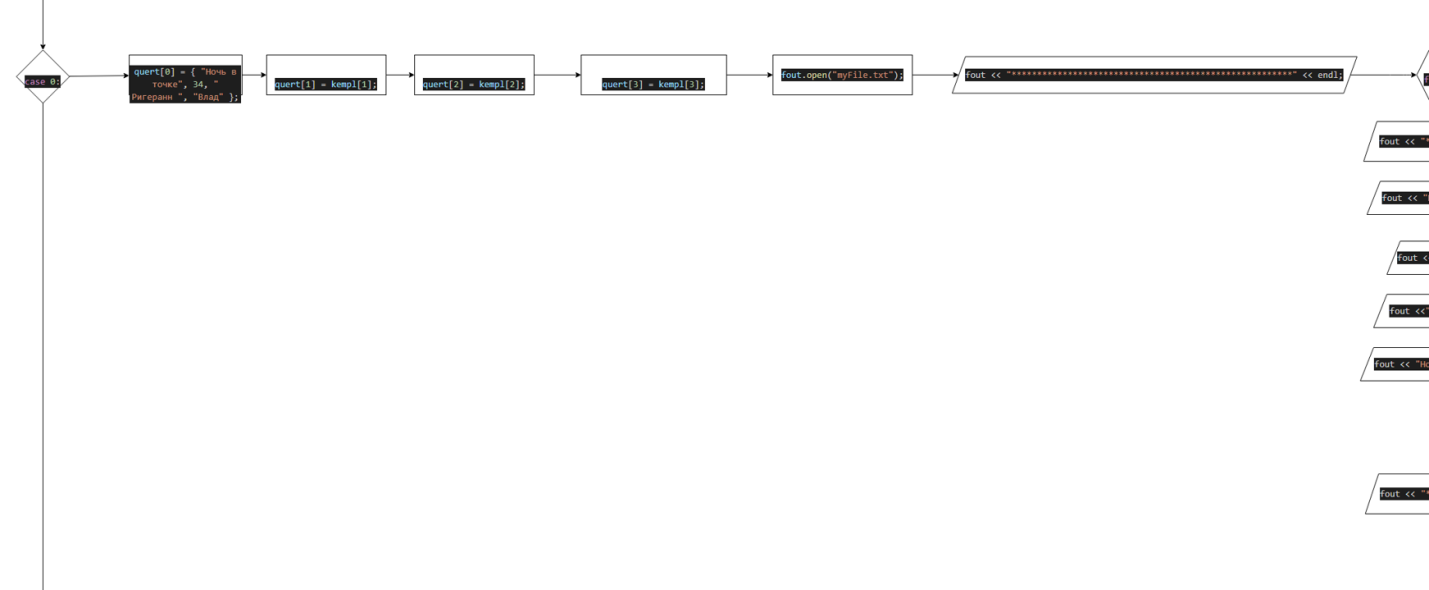 case 0:
quert[0] = { "Ночь в
точке", 34, "
Ригеранн ", "Влад" };
quert[1] = kempl[1];
quert[2] = kempl[2];
quert[3] = kempl[3];
fout.open("myFile.txt");
fout << "*******************************************************" << endl;
f
fout << "*
fout << "
fout <
fout <<"
fout << "Но
fout << "*